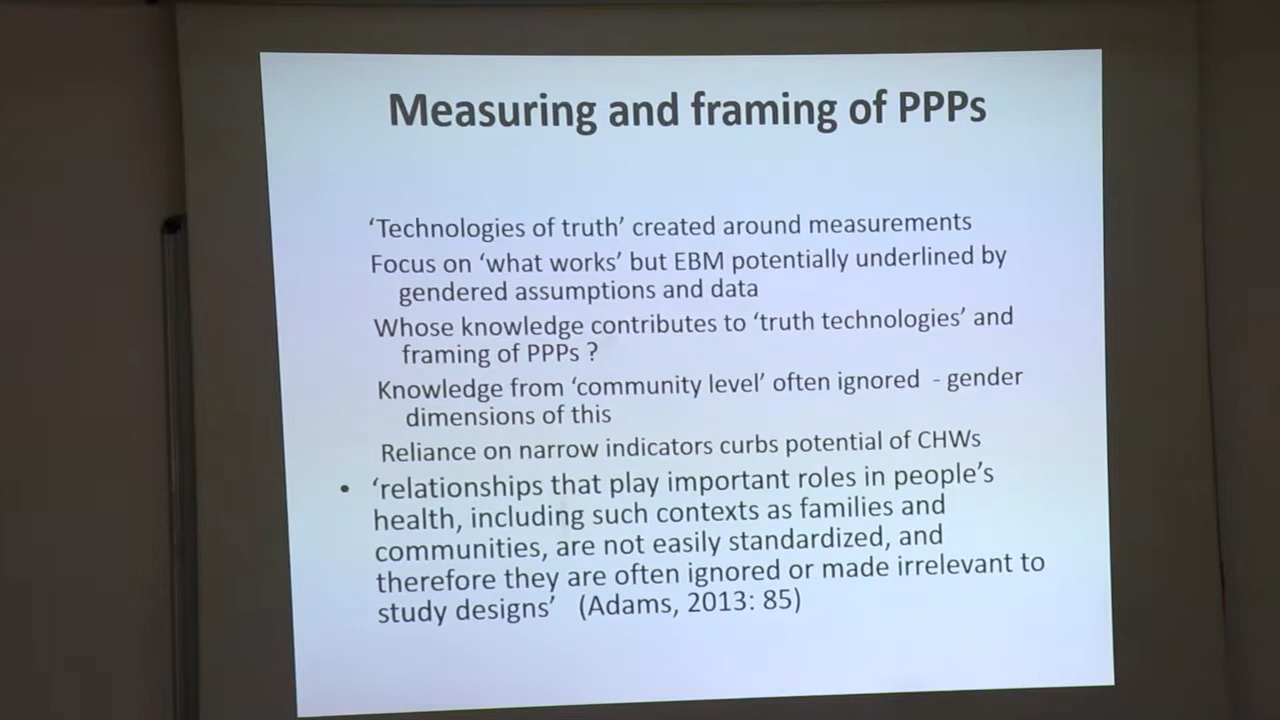 Measuring and framing of PPPs
‘Technologies of truth’ created around measurements
Focus on ‘what works’ but EBM potentially underlined by
gendered assumptions and data
Whose knowledge contributes to ‘truth technologies’ and
framing of PPPs ?
Knowledge from ‘community level’ often ignored - gender
dimensions of this
Reliance on narrow indicators curbs potential of CHWs
• ‘relationships that play important roles in people’s
health, including such contexts as families and
communities, are not easily standardized, and
therefore they are often ignored or made irrelevant to
study designs’ (Adams, 2013: 85)